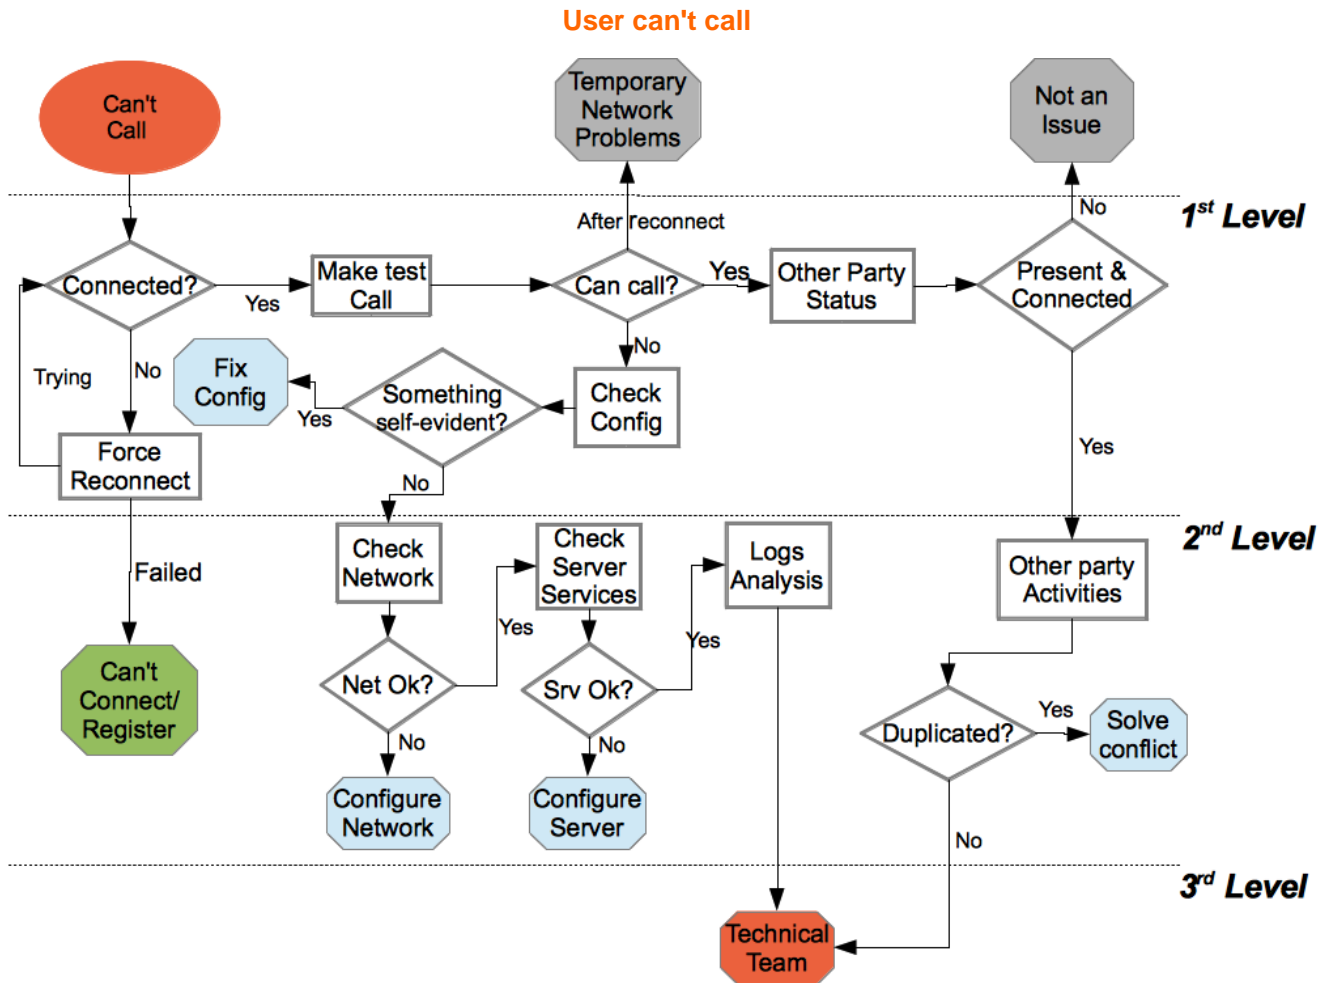 User can't call
Can't
Call
Temporary
Network
Problems
Not an
Issue
1st Level
After reconnect
No
Connected?
Yes
Make test
Call
Can call?
Yes
Other Party
Status
Present &
Connected
Trying
No
Fix
Config
Yes
Something
self-evident?
No
Check
Config
Force
Reconnect
No
Yes
2nd Level
Failed
Check
Network
Check
Server
Services
Logs
Analysis
Other party
Activities
Yes
Yes
Can't
Connect/
Register
Net Ok?
Srv Ok?
Duplicated?
Yes
Solve
conflict
No
No
Configure
Network
Configure
Server
No
3rd Level
Technical
Team